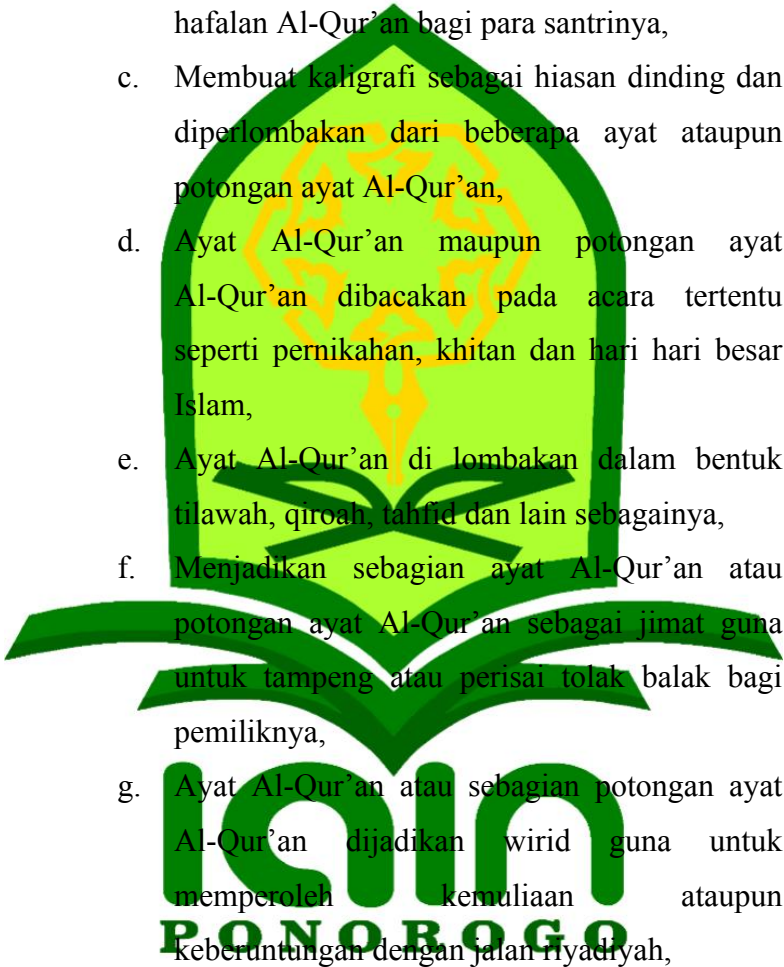 hafalan Al-Qur’an bagi para santrinya,
c. Membuat kaligrafi sebagai hiasan dinding dan
diperlombakan dari beberapa ayat ataupun
potongan ayat Al-Qur’an,
d. Ayat Al-Qur’an maupun potongan ayat
Al-Qur’an dibacakan pada acara tertentu
seperti pernikahan, khitan dan hari hari besar
Islam,
e. Ayat Al-Qur’an di lombakan dalam bentuk
tilawah, qiroah, tahfid dan lain sebagainya,
f. Menjadikan sebagian ayat Al-Qur’an atau
potongan ayat Al-Qur’an sebagai jimat guna
untuk tampeng atau perisai tolak balak bagi
pemiliknya,
g. Ayat Al-Qur’an atau sebagian potongan ayat
Al-Qur’an dijadikan wirid guna untuk
memperoleh kemuliaan ataupun
keberuntungan dengan jalan riyadiyah,
iain
PONOROGO